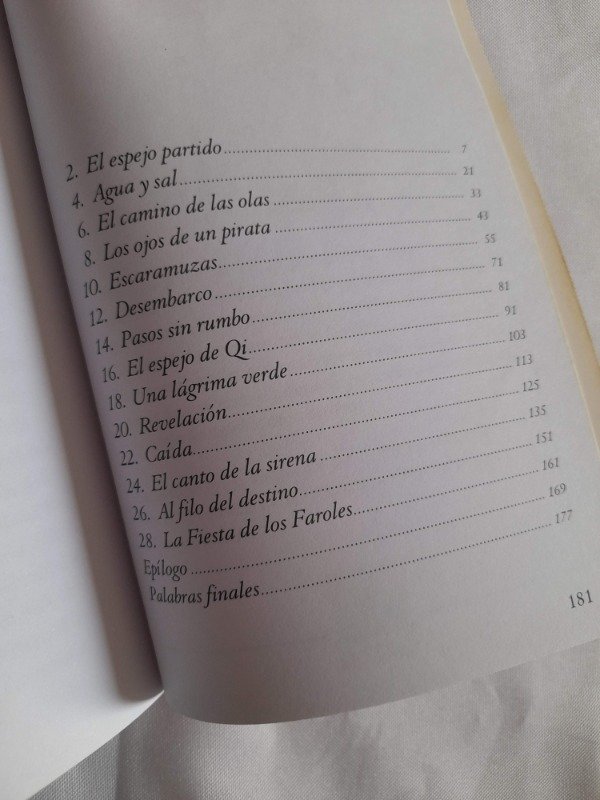 2. El espejo partido 7
4. Agua y sal 21
6. El camino de las olas 33
8. Los ojos de un pirata 43
10. Escaramuzas 55
12. Desembarco 71
14. Pasos sin rumbo 81
16. El espejo de Qi 91
18. Una lágrima verde 103
20. Revelación 113
22. Caída 125
24. El canto de la sirena 135
26. Al filo del destino 151
28. La Fiesta de los Faroles 161
Epílogo 169
Palabras finales 177
181